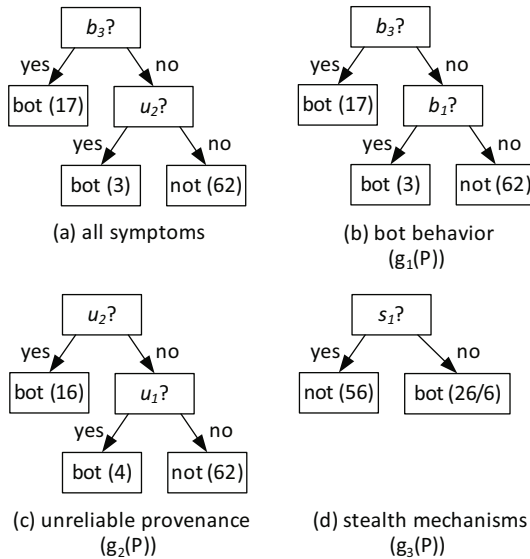 b3?
yes
no
bot (17)
u2?
yes
no
bot (3)
not (62)
(a) all symptoms
b3?
yes
no
bot (17)
b1?
yes
no
bot (3)
not (62)
(b) bot behavior
(g1(P))
u2?
yes
no
bot (16)
u1?
yes
no
bot (4)
not (62)
(c) unreliable provenance
(g2(P))
s1?
yes
no
not (56)
bot (26/6)
(d) stealth mechanisms
(g3(P))